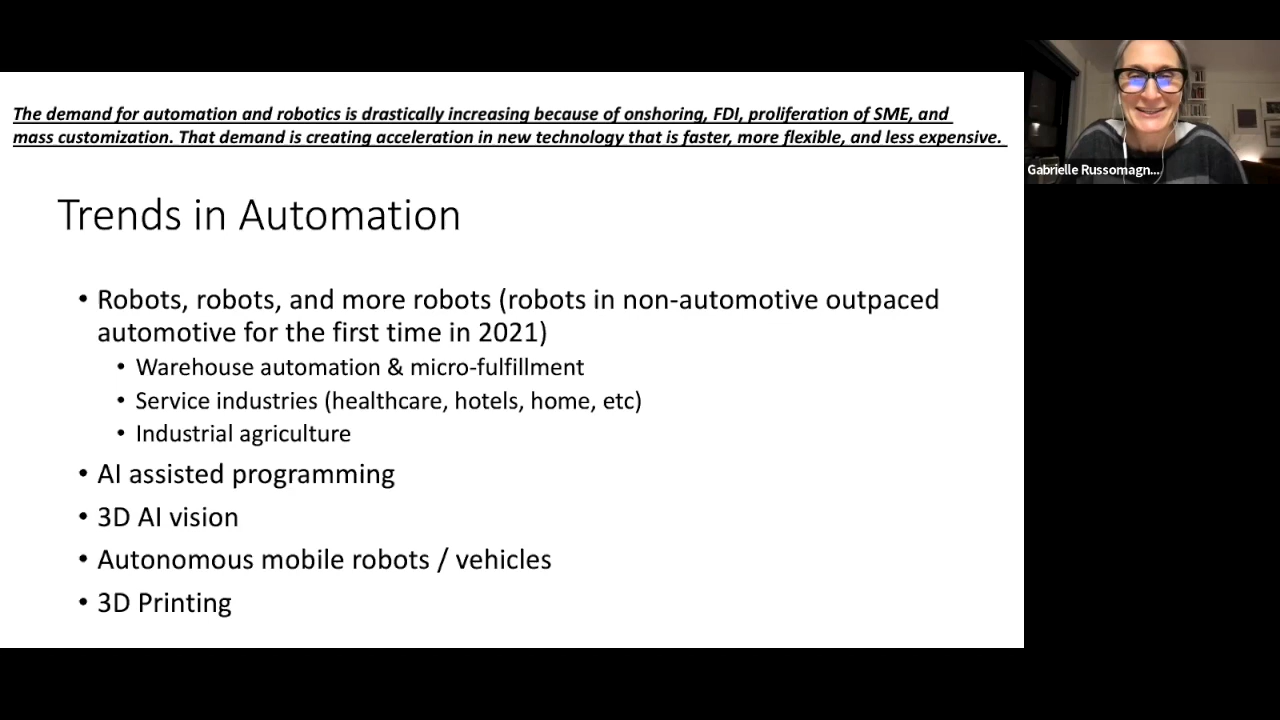 The demand for automation and robotics is drastically increasing because of onshoring, FDI, proliferation of SME, and
mass customization. That demand is creating acceleration in new technology that is faster, more flexible, and less expensive.
Trends in Automation
• Robots, robots, and more robots (robots in non-automotive outpaced
automotive for the first time in 2021)
• Warehouse automation & micro-fulfillment
• Service industries (healthcare, hotels, home, etc)
• Industrial agriculture
• AI assisted programming
• 3D AI vision
• Autonomous mobile robots / vehicles
• 3D Printing
Gabrielle Russomagn...